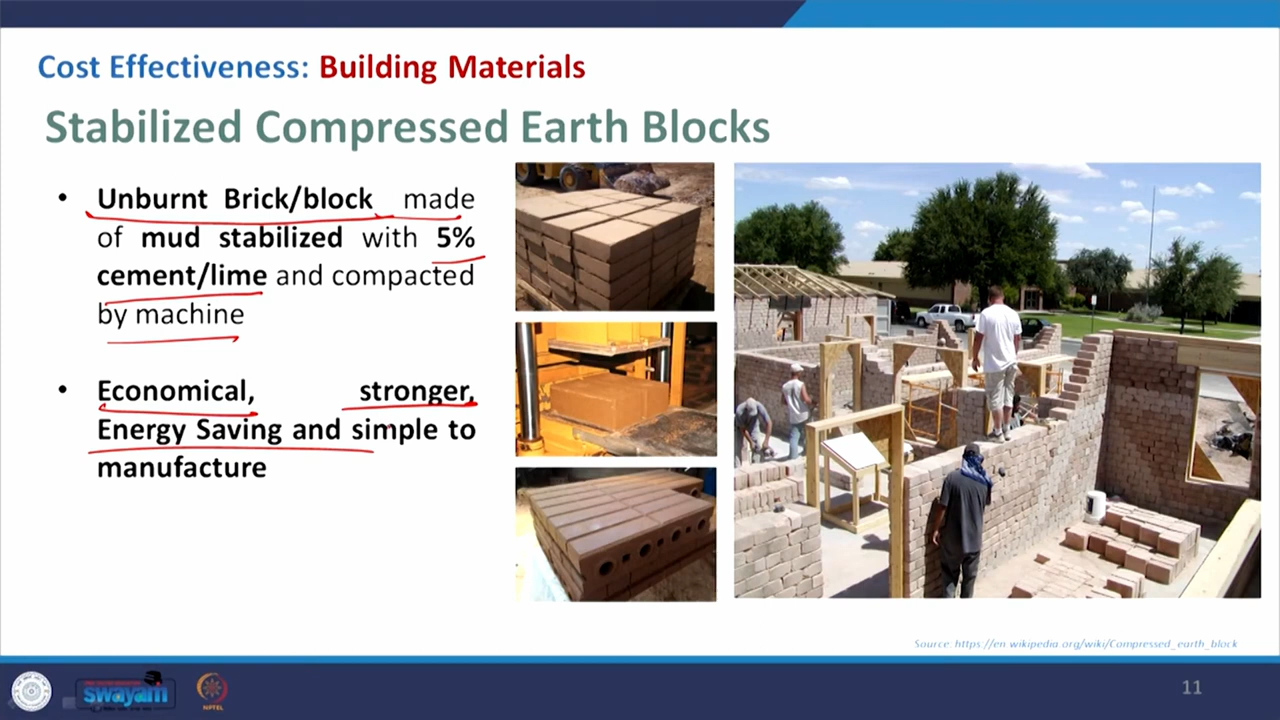 Cost Effectiveness: Building Materials
Stabilized Compressed Earth Blocks
• Unburnt Brick/block made
of mud stabilized with 5%
cement/lime and compacted
by machine
• Economical, stronger,
Energy Saving and simple to
manufacture
Source: https://en.wikipedia.org/wiki/Compressed_earth_block
swayam
NPTEL
11